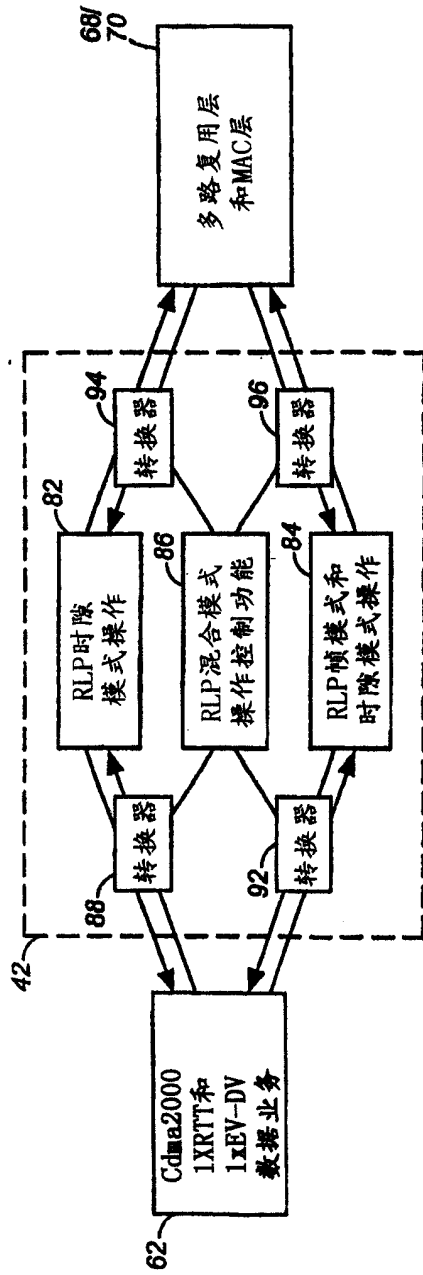 42
62
Cdma2000
1XRTT和
1xEV-DV
数据业务
88
转换器
92
转换器
82
RLP时隙
模式操作
86
RLP混合模式
操作控制功能
84
RLP帧模式和
时隙模式操作
94
转换器
96
转换器
68/
70
多路复用层
和MAC层